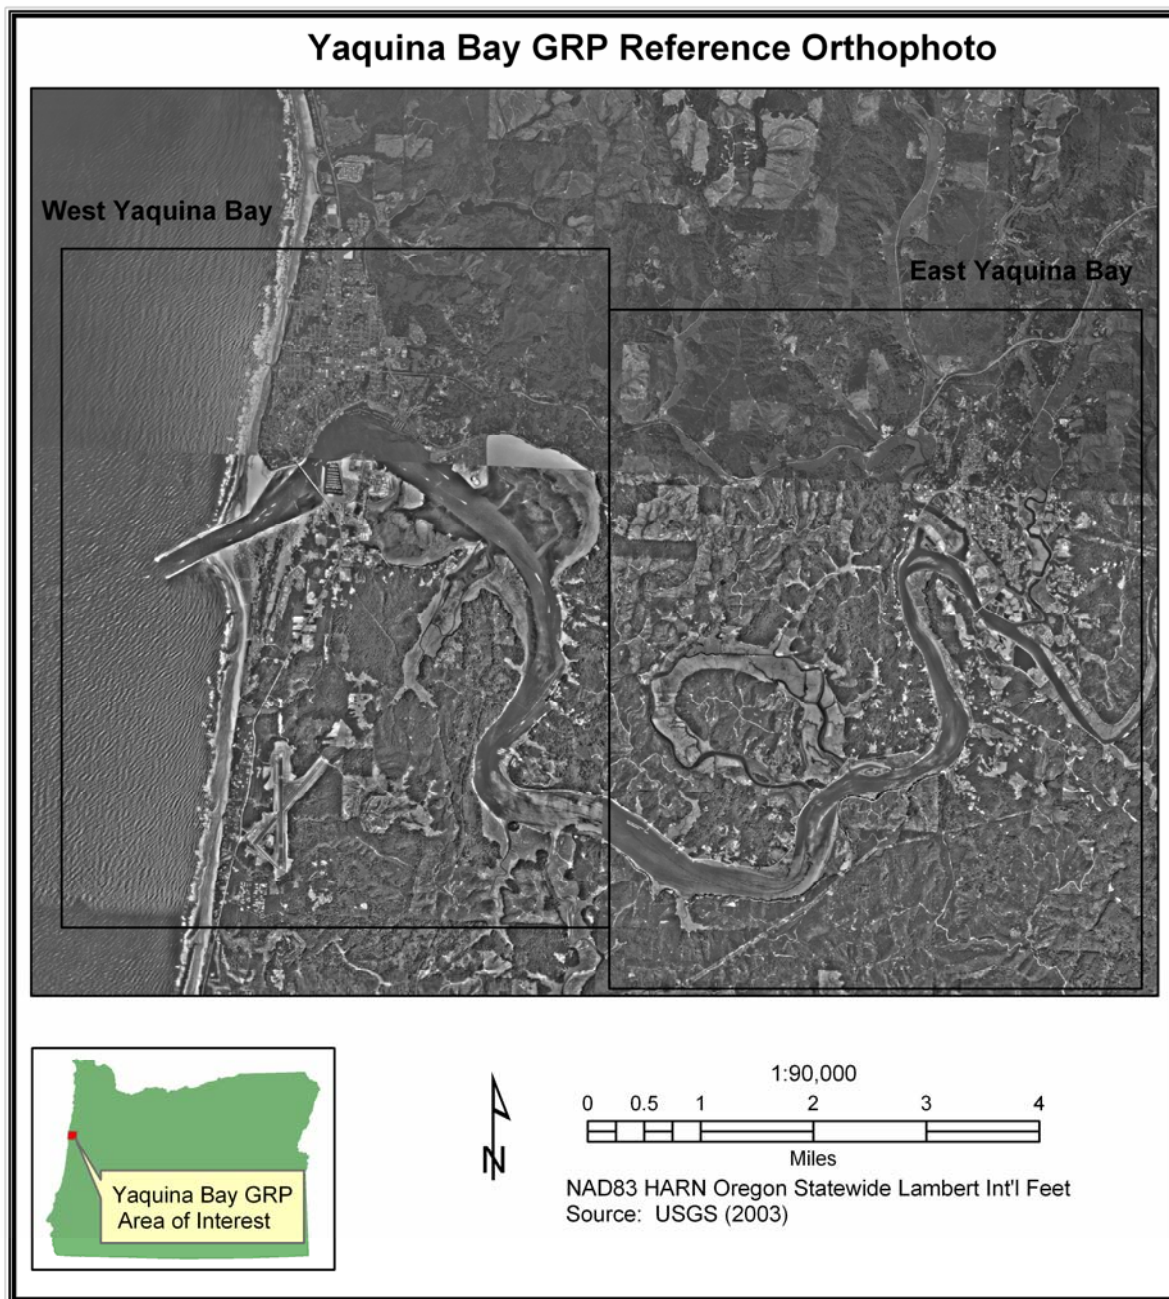 Yaquina Bay GRP Reference Orthophoto
West Yaquina Bay
East Yaquina Bay
Yaquina Bay GRP
Area of Interest
N
1:90,000
0 0.5 1 2 3 4
Miles
NAD83 HARN Oregon Statewide Lambert Int'l Feet
Source: USGS (2003)